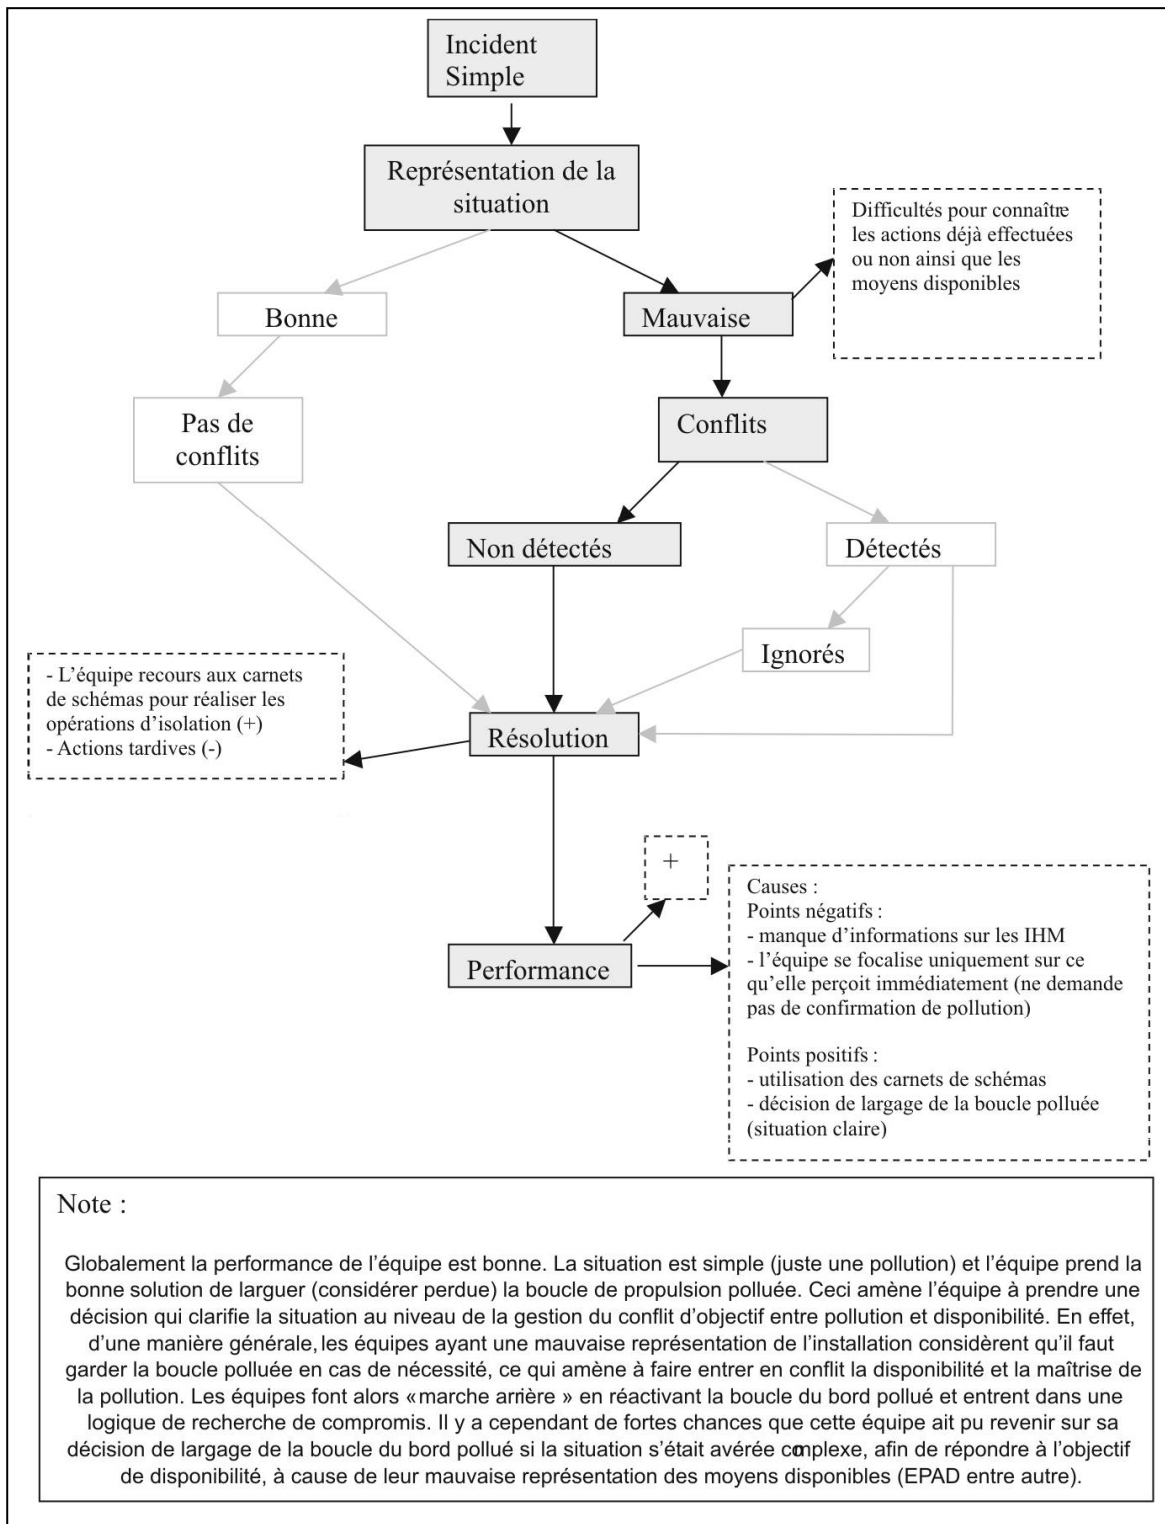 Incident
Simple
Représentation de la
situation
Difficultés pour connaître
les actions déjà effectuées
ou non ainsi que les
moyens disponibles
Bonne
Mauvaise
Pas de
conflits
Conflits
Non détectés
Détectés
Ignorés
- L’équipe recours aux carnets
de schémas pour réaliser les
opérations d’isolation (+)
- Actions tardives (-)
Résolution
+
Performance
Causes :
Points négatifs :
- manque d’informations sur les IHM
- l’équipe se focalise uniquement sur ce
qu’elle perçoit immédiatement (ne demande
pas de confirmation de pollution)
Points positifs :
- utilisation des carnets de schémas
- décision de largage de la boucle polluée
(situation claire)
Note :
Globalement la performance de l’équipe est bonne. La situation est simple (juste une pollution) et l’équipe prend la
bonne solution de larguer (considérer perdue) la boucle de propulsion polluée. Ceci amène l’équipe à prendre une
décision qui clarifie la situation au niveau de la gestion du conflit d’objectif entre pollution et disponibilité. En effet,
d’une manière générale, les équipes ayant une mauvaise représentation de l’installation considèrent qu’il faut
garder la boucle polluée en cas de nécessité, ce qui amène à faire entrer en conflit la disponibilité et la maîtrise de
la pollution. Les équipes font alors « marche arrière » en réactivant la boucle du bord pollué et entrent dans une
logique de recherche de compromis. Il y a cependant de fortes chances que cette équipe ait pu revenir sur sa
décision de largage de la boucle du bord pollué si la situation s’était avérée complexe, afin de répondre à l’objectif
de disponibilité, à cause de leur mauvaise représentation des moyens disponibles (EPAD entre autre).